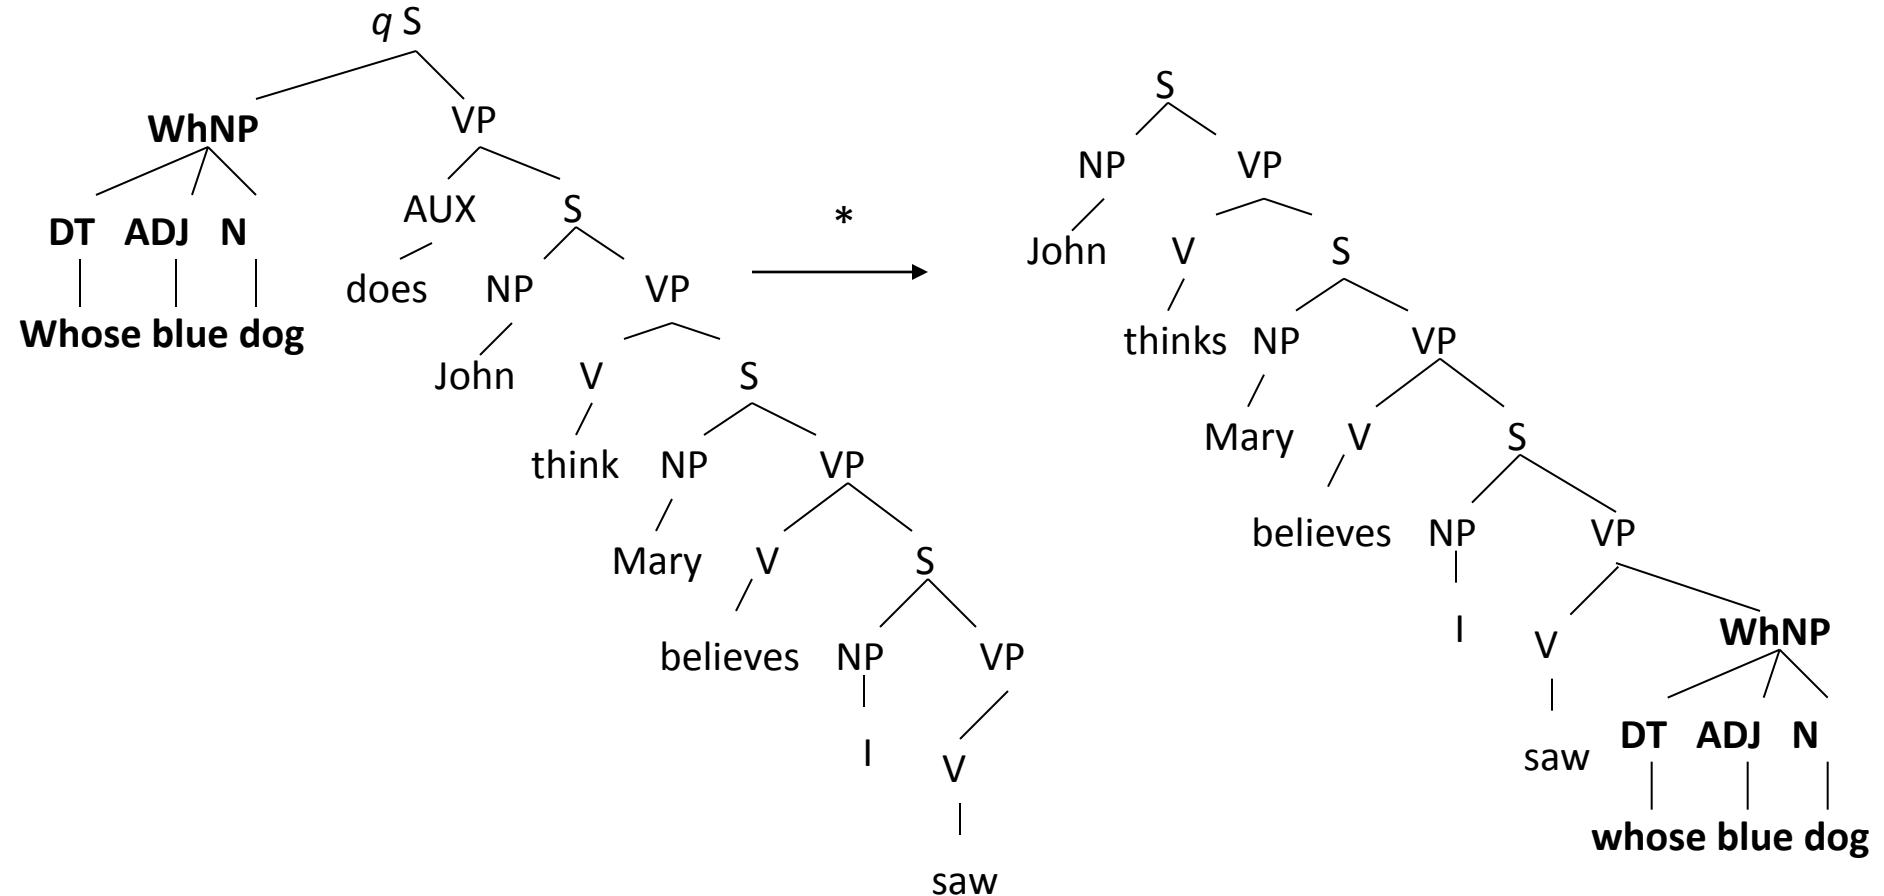 q S
WhNP VP
DT ADJ N AUX S
Whose blue dog does NP VP
John V S
think NP VP
Mary V S
believes NP VP
I V
saw
*
S
NP VP
John V S
thinks NP VP
Mary V S
believes NP VP
I V WhNP
saw DT ADJ N
whose blue dog